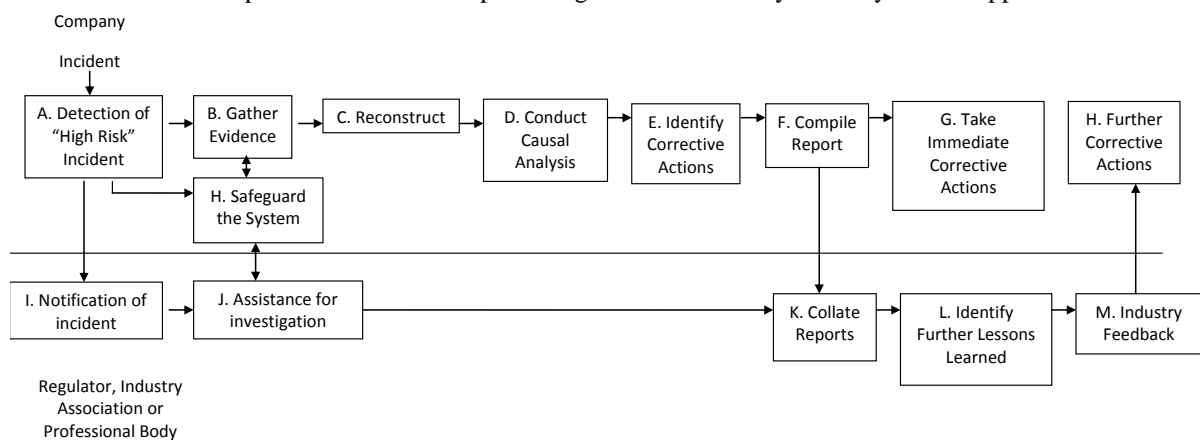 Company
Incident
A. Detection of
“High Risk”
Incident
B. Gather
Evidence
C. Reconstruct
D. Conduct
Causal
Analysis
E. Identify
Corrective
Actions
F. Compile
Report
G. Take
Immediate
Corrective
Actions
H. Further
Corrective
Actions
H. Safeguard
the System
I. Notification of
incident
J. Assistance for
investigation
K. Collate
Reports
L. Identify
Further Lessons
Learned
M. Industry
Feedback
Regulator, Industry
Association or
Professional Body